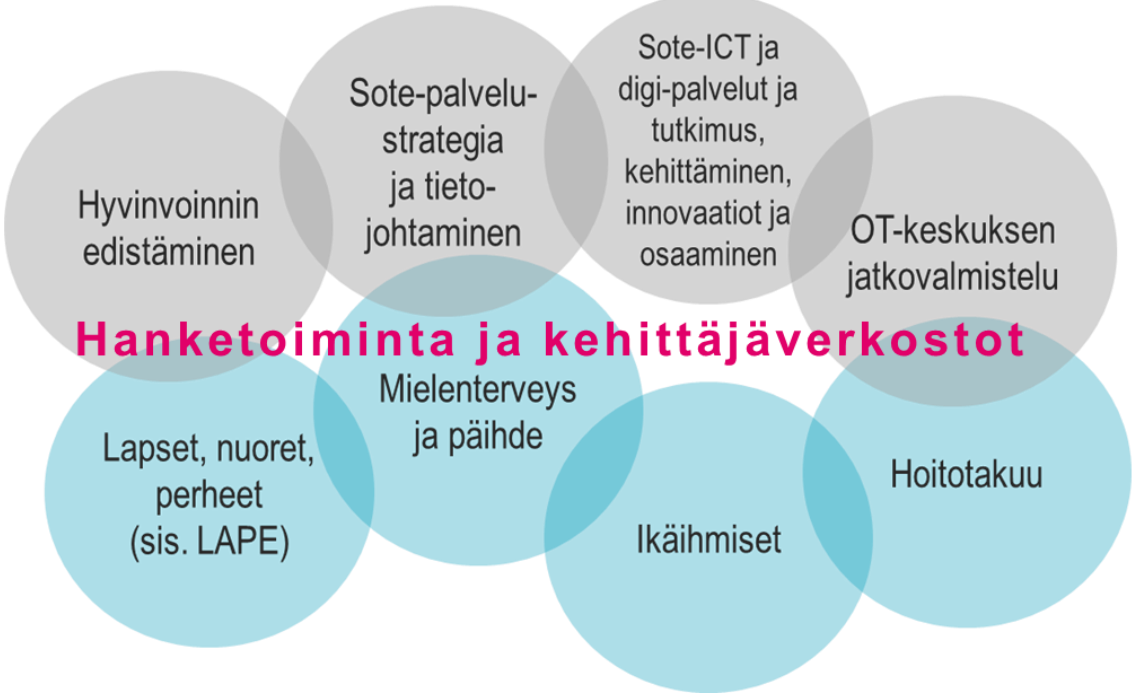 Hyvinvoinnin
edistäminen
Sote-palvelu-
strategia
ja tieto-
johtaminen
Sote-ICT ja
digi-palvelut ja
tutkimus,
kehittäminen,
innovaatiot ja
osaaminen
OT-keskuksen
jatkovalmistelu
Hanketoiminta ja kehittäjäverkostot
Lapset, nuoret,
perheet
(sis. LAPE)
Mielenterveys
ja päihde
Ikäihmiset
Hoitotakuu